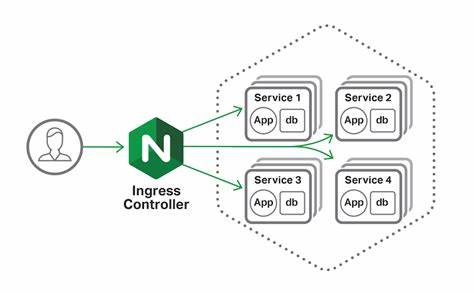 Service 1
App db
Service 2
App db
N
Ingress
Controller
Service 3
App db
Service 4
App db